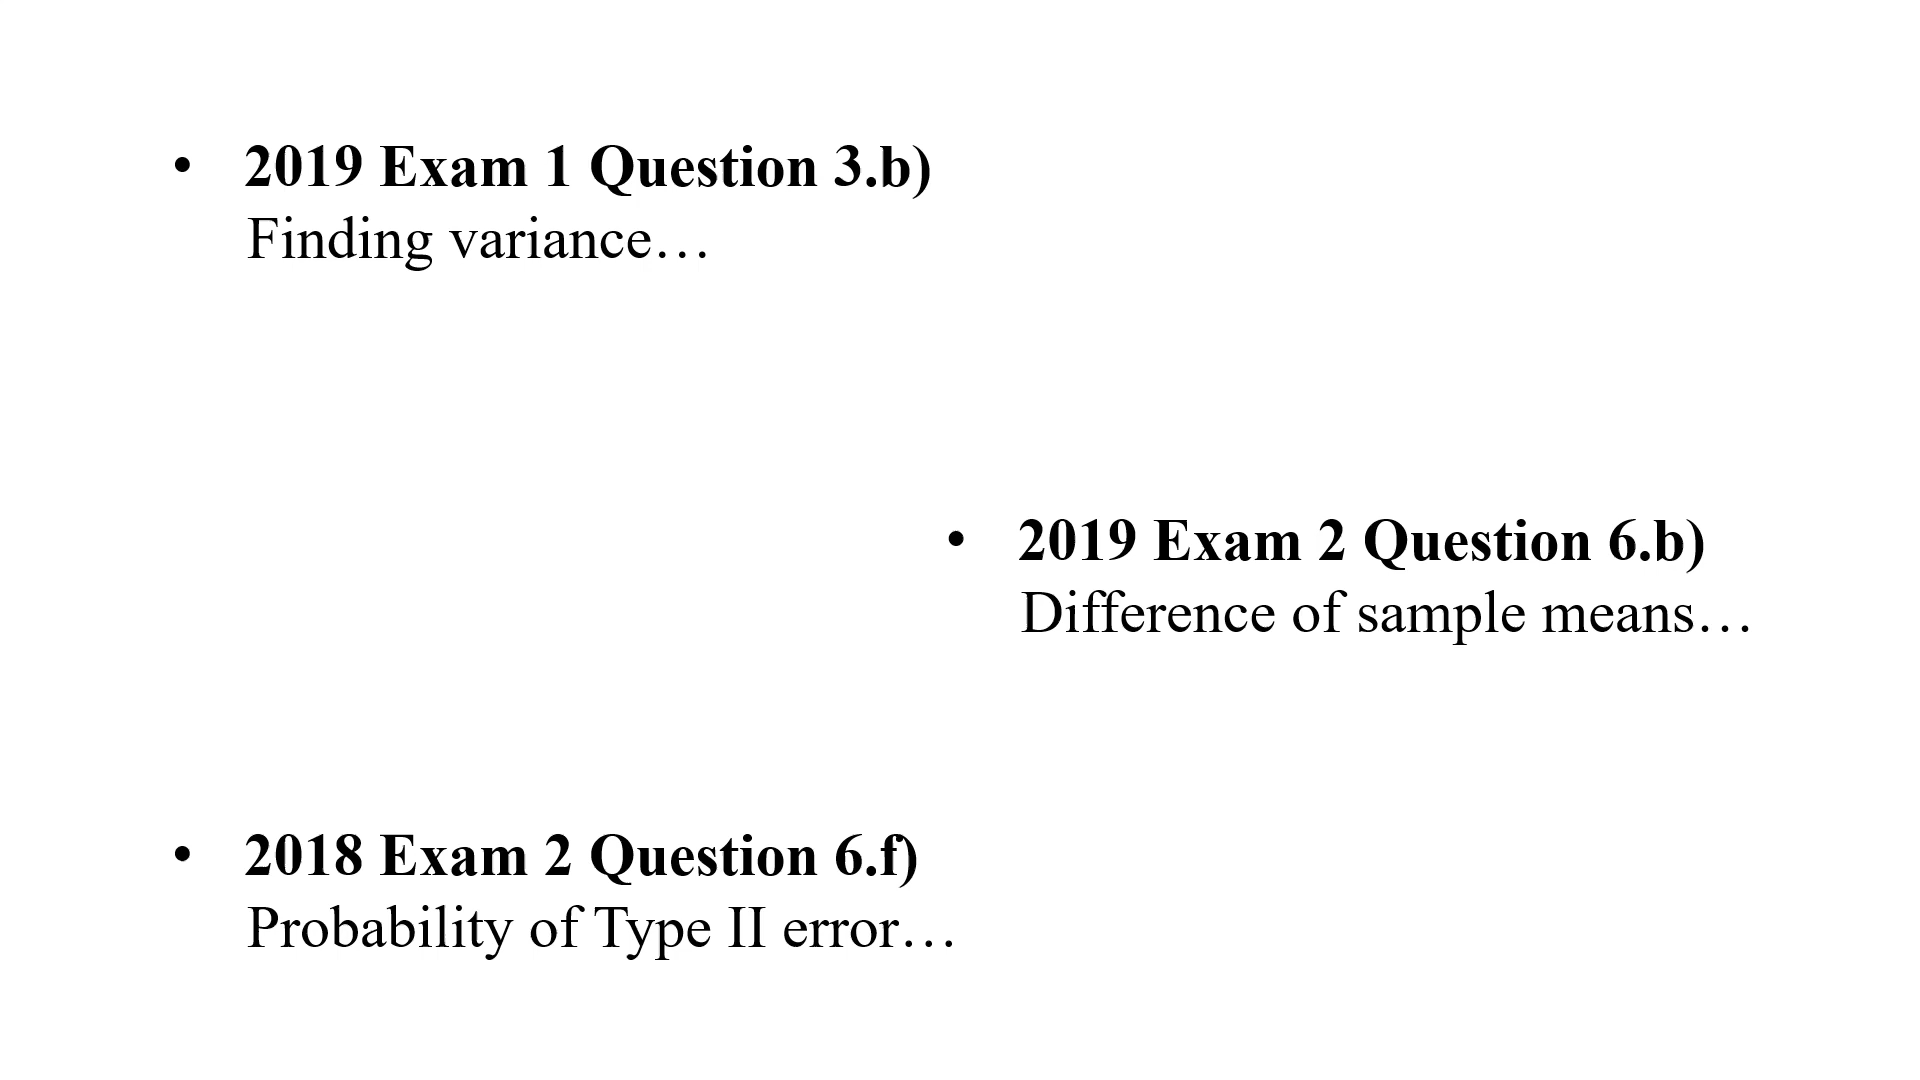 • 2019 Exam 1 Question 3.b)
Finding variance…
• 2019 Exam 2 Question 6.b)
Difference of sample means…
• 2018 Exam 2 Question 6.f)
Probability of Type II error…